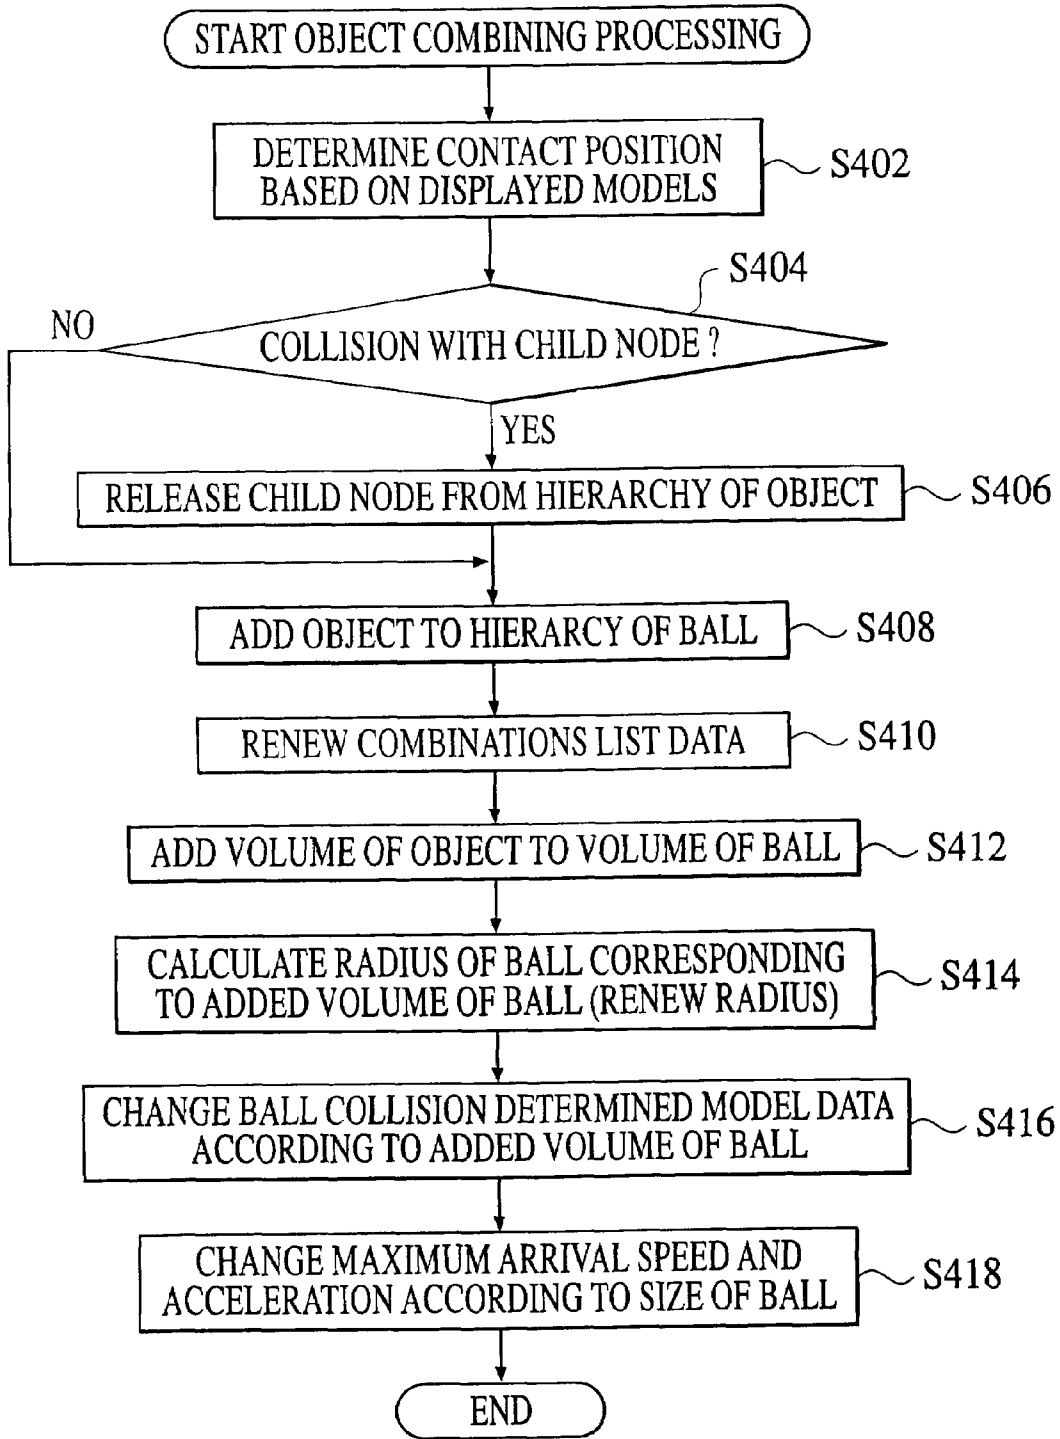 START OBJECT COMBINING PROCESSING
DETERMINE CONTACT POSITION
BASED ON DISPLAYED MODELS
S402
S404
NO
COLLISION WITH CHILD NODE ?
YES
RELEASE CHILD NODE FROM HIERARCHY OF OBJECT
S406
ADD OBJECT TO HIERARCY OF BALL
S408
RENEW COMBINATIONS LIST DATA
S410
ADD VOLUME OF OBJECT TO VOLUME OF BALL
S412
CALCULATE RADIUS OF BALL CORRESPONDING
TO ADDED VOLUME OF BALL (RENEW RADIUS)
S414
CHANGE BALL COLLISION DETERMINED MODEL DATA
ACCORDING TO ADDED VOLUME OF BALL
S416
CHANGE MAXIMUM ARRIVAL SPEED AND
ACCELERATION ACCORDING TO SIZE OF BALL
S418
END